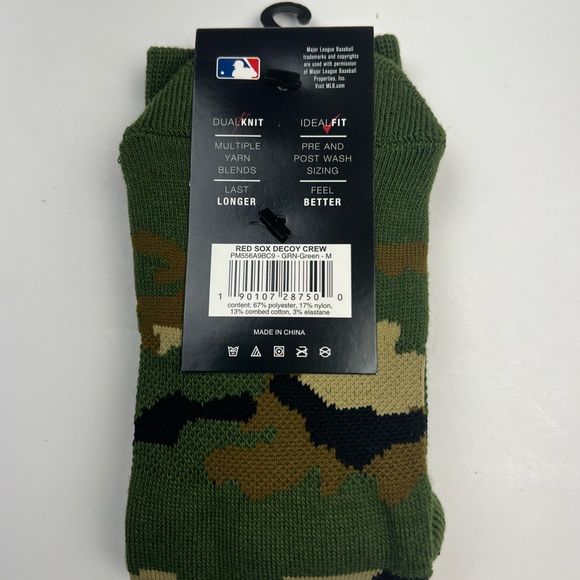 Major League Baseball
trademarks and copyrights
are used with permission
of Major League Baseball
Properties, Inc.
Visit MLB.com
DUALKNIT
MULTIPLE
YARN
BLENDS
LAST
LONGER
IDEALFIT
PRE AND
POST WASH
SIZING
FEEL
BETTER
RED SOX DECOY CREW
PM556A9BC9 - GRN-Green - M
1 90107 28750 0
content: 67% polyester, 17% nylon,
13% combed cotton, 3% elastane
MADE IN CHINA